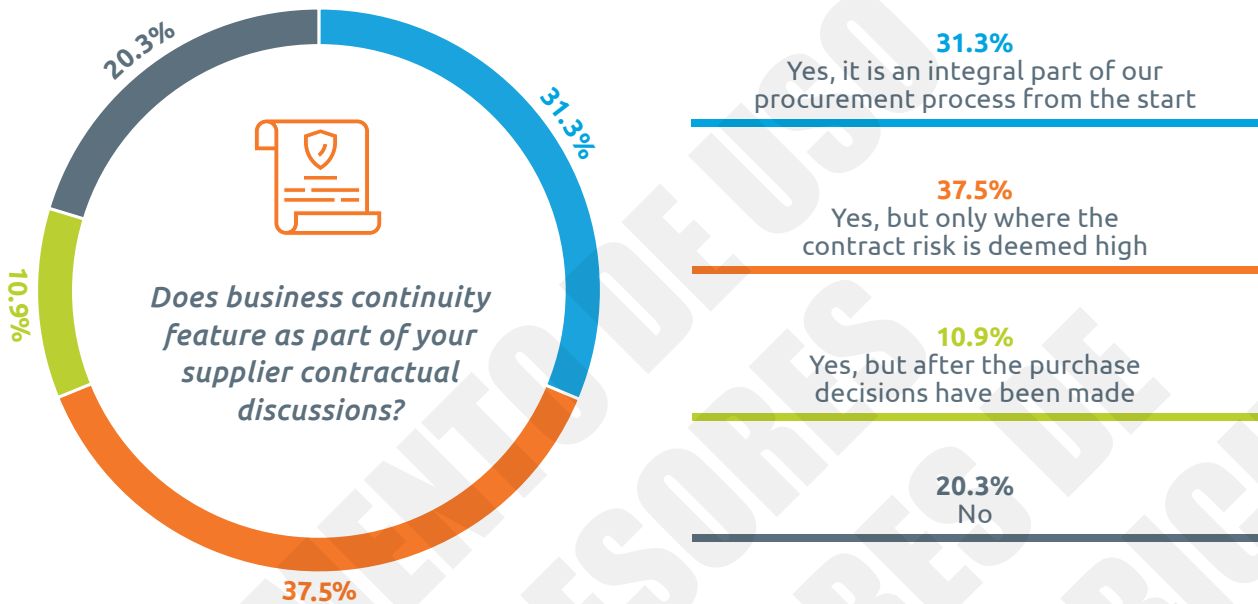 20.3%
31.3%
10.9%
37.5%
Does business continuity
feature as part of your
supplier contractual
discussions?
31.3%
Yes, it is an integral part of our
procurement process from the start
37.5%
Yes, but only where the
contract risk is deemed high
10.9%
Yes, but after the purchase
decisions have been made
20.3%
No
DE USO
DE